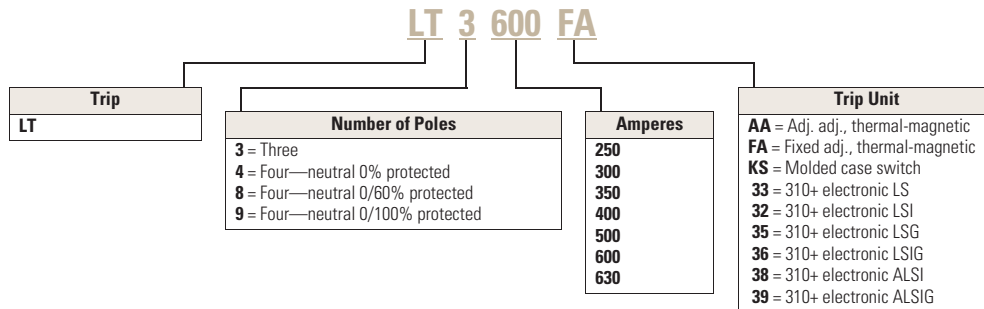 LT 3 600 FA
Trip
LT
Number of Poles
3 = Three
4 = Four—neutral 0% protected
8 = Four—neutral 0/60% protected
9 = Four—neutral 0/100% protected
Amperes
250
300
350
400
500
600
630
Trip Unit
AA = Adj. adj., thermal-magnetic
FA = Fixed adj., thermal-magnetic
KS = Molded case switch
33 = 310+ electronic LS
32 = 310+ electronic LSI
35 = 310+ electronic LSG
36 = 310+ electronic LSIG
38 = 310+ electronic ALSI
39 = 310+ electronic ALSIG